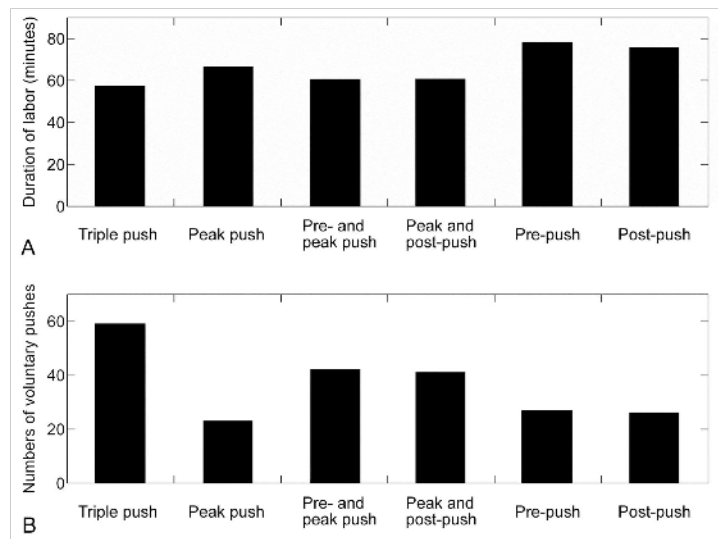 Duration of labor (minutes)
80
60
40
20
0
Triple push
Peak push
Pre- and
peak push
Peak and
post-push
Pre-push
Post-push
A
Numbers of voluntary pushes
60
40
20
0
Triple push
Peak push
Pre- and
peak push
Peak and
post-push
Pre-push
Post-push
B